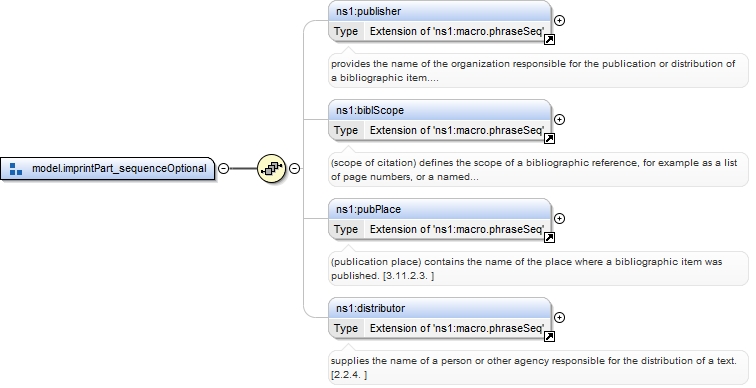 ns1:publisher
Type Extension of 'ns1:macro.phraseSeq'
provides the name of the organization responsible for the publication or distribution of
a bibliographic item....
ns1:biblScope
Type Extension of 'ns1:macro.phraseSeq'
(scope of citation) defines the scope of a bibliographic reference, for example as a list
of page numbers, or a named...
model.imprintPart_sequenceOptional
ns1:pubPlace
Type Extension of 'ns1:macro.phraseSeq'
(publication place) contains the name of the place where a bibliographic item was
published. [3.11.2.3. ]
ns1:distributor
Type Extension of 'ns1:macro.phraseSeq'
supplies the name of a person or other agency responsible for the distribution of a text.
[2.2.4. ]